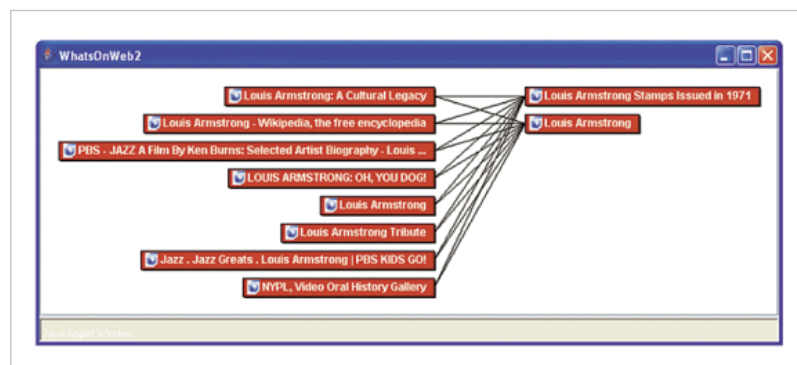 WhatsOnWeb2
Louis Armstrong: A Cultural Legacy
Louis Armstrong - Wikipedia, the free encyclopedia
PBS - JAZZ A Film By Ken Burns: Selected Artist Biography - Louis ...
LOUIS ARMSTRONG: OH, YOU DOG!
Louis Armstrong
Louis Armstrong Tribute
Jazz . Jazz Greats . Louis Armstrong | PBS KIDS GO!
NYPL, Video Oral History Gallery
Louis Armstrong Stamps Issued in 1971
Louis Armstrong
Java Applet Window